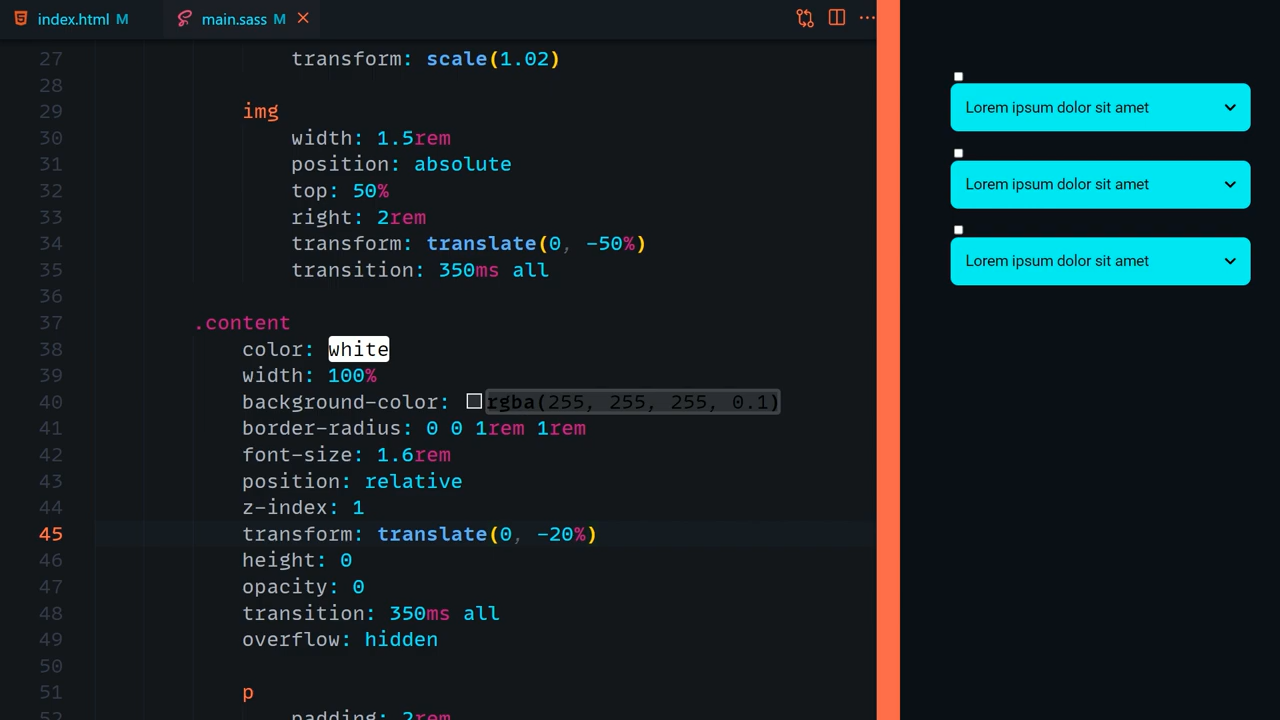 index.html M main.sass M
27 transform: scale(1.02)
28
29 img
30 width: 1.5rem
31 position: absolute
32 top: 50%
33 right: 2rem
34 transform: translate(0, -50%)
35 transition: 350ms all
36
37 .content
38 color: white
39 width: 100%
40 background-color: rgba(255, 255, 255, 0.1)
41 border-radius: 0 0 1rem 1rem
42 font-size: 1.6rem
43 position: relative
44 z-index: 1
45 transform: translate(0, -20%)
46 height: 0
47 opacity: 0
48 transition: 350ms all
49 overflow: hidden
50
51 p
52 padding: 2rem
Lorem ipsum dolor sit amet
Lorem ipsum dolor sit amet
Lorem ipsum dolor sit amet